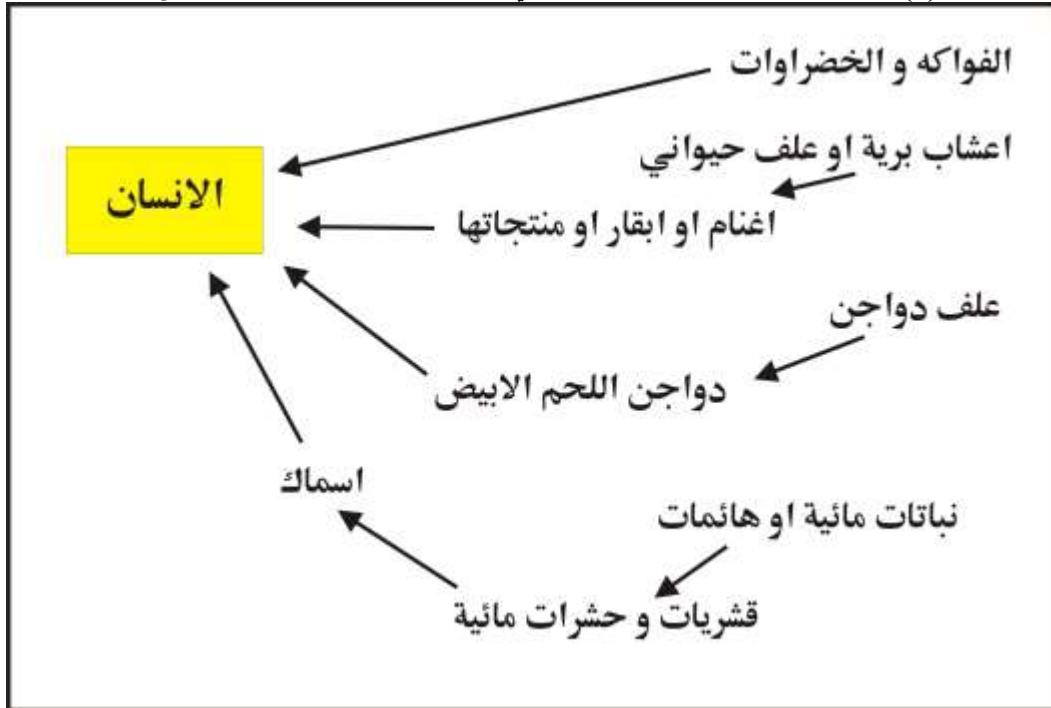 الفواكه و الخضراوات
اعشاب برية او علف حيواني
الانسان
اغنام او ابقار او منتجاتها
علف دواجن
دواجن اللحم الابيض
اسماك
نباتات مائية او هائمات
قشريات و حشرات مائية